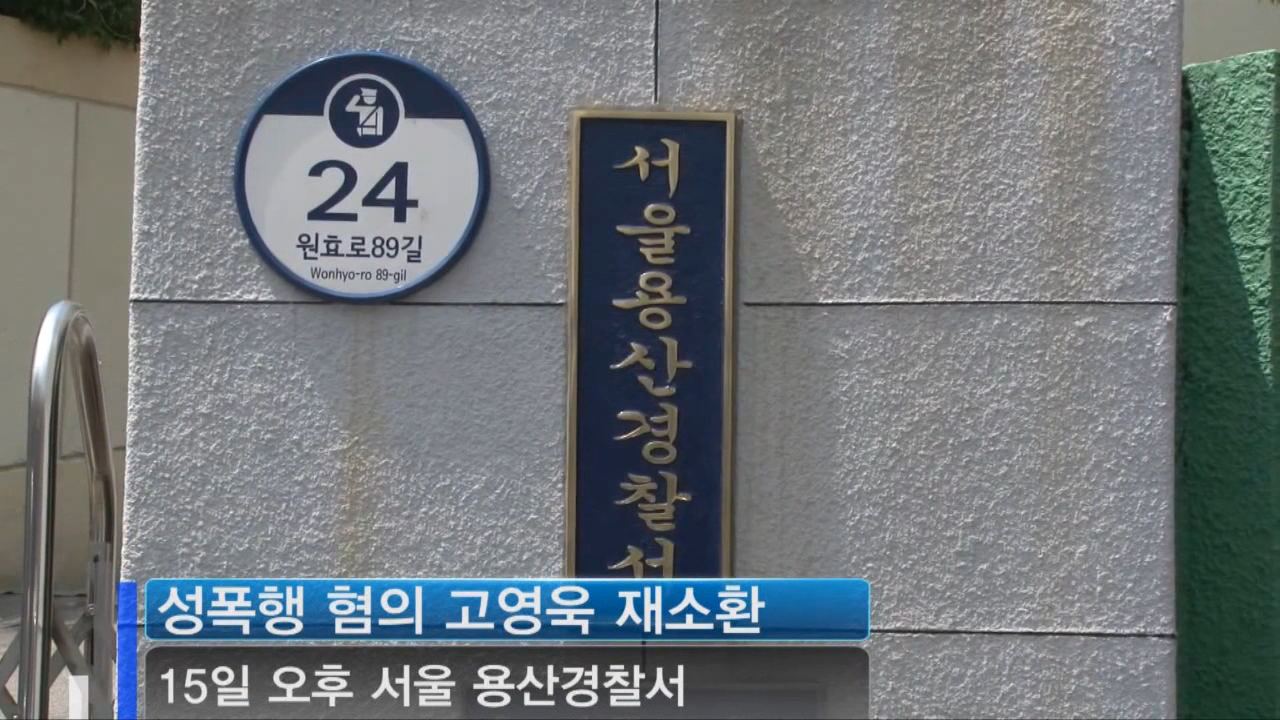 24
원효로89길
Wonhyo-ro 89-gil
서울용산경찰서
성폭행 혐의 고영욱 재소환
15일 오후 서울 용산경찰서